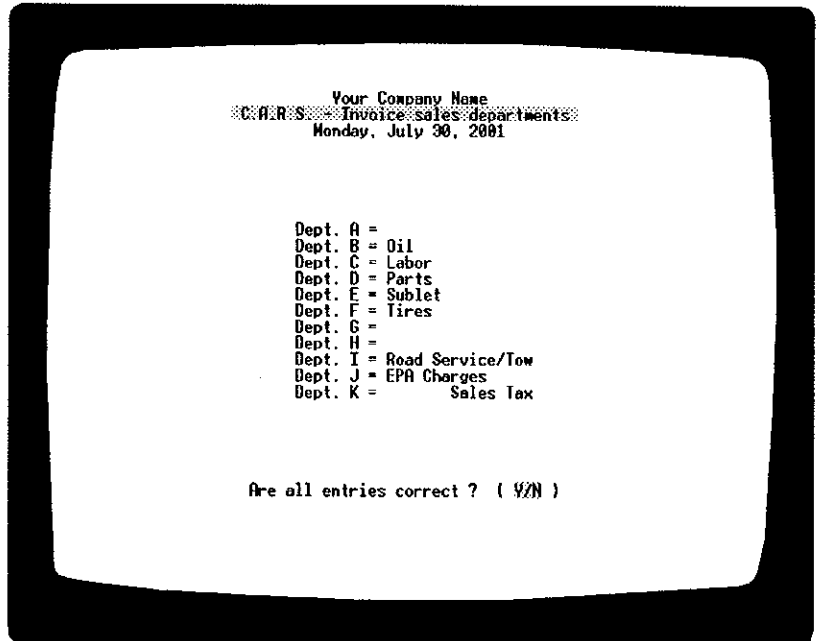 Your Company Name
C.A.R.S. - Invoice sales departments
Monday, July 30, 2001
Dept. A =
Dept. B = Oil
Dept. C = Labor
Dept. D = Parts
Dept. E = Sublet
Dept. F = Tires
Dept. G =
Dept. H =
Dept. I = Road Service/Tow
Dept. J = EPA Charges
Dept. K = Sales Tax
Are all entries correct ? ( Y/N )